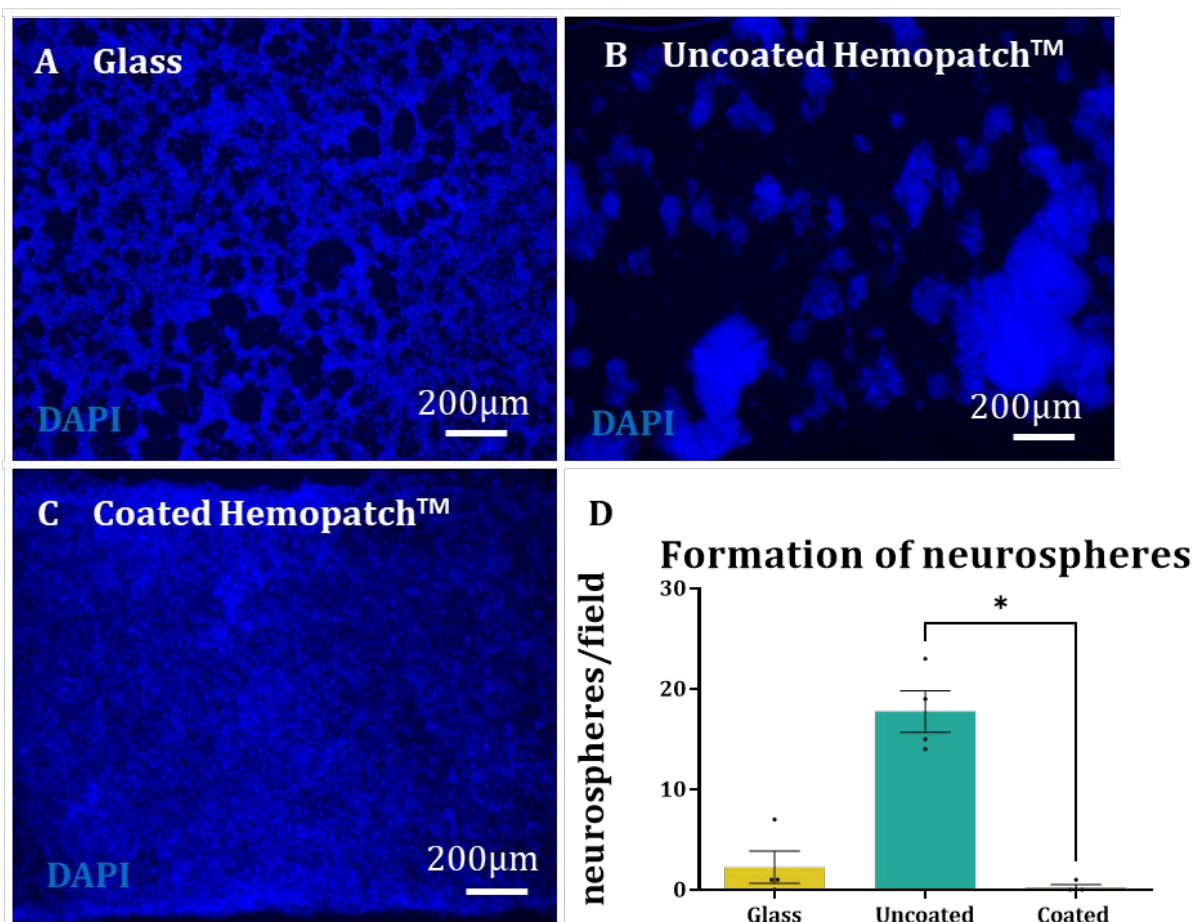 A Glass
DAPI
200µm
B Uncoated Hemopatch™
DAPI
200µm
C Coated Hemopatch™
DAPI
200µm
D
Formation of neurospheres
neurospheres/field
30
20
10
0
*
Glass
Uncoated
Coated